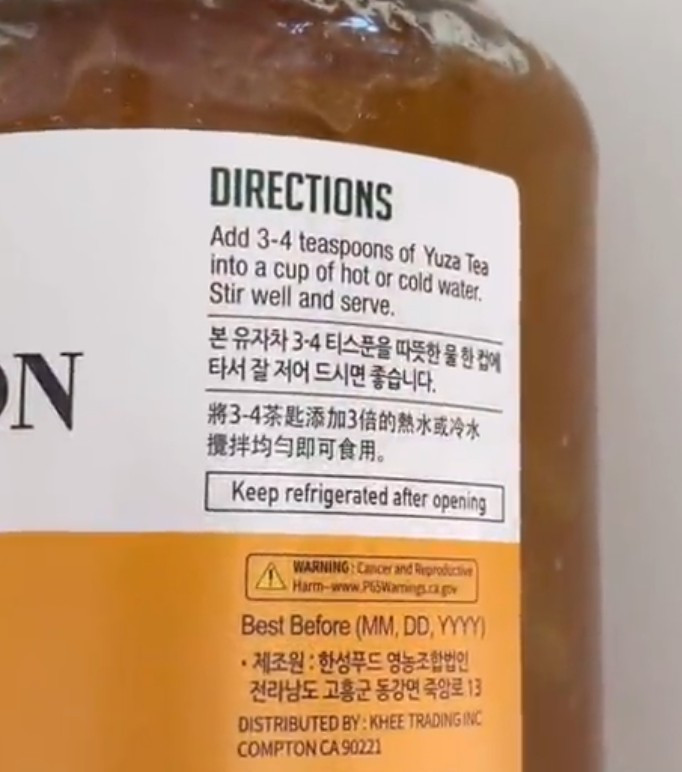 DIRECTIONS
Add 3-4 teaspoons of Yuza Tea
into a cup of hot or cold water.
Stir well and serve.
본 유자차 3-4 티스푼을 따뜻한 물 한 컵에
타서 잘 저어 드시면 좋습니다.
ON
將3-4茶匙添加3倍的熱水或冷水
攪拌均勻即可食用。
Keep refrigerated after opening
WARNING : Cancer and Reproductive
Harm-www.P65Warnings.ca.gov
Best Before (MM, DD, YYYY)
• 제조원 : 한성푸드 영농조합법인
전라남도 고흥군 동강면 죽암로 13
DISTRIBUTED BY : KHEE TRADING INC
COMPTON CA 90221